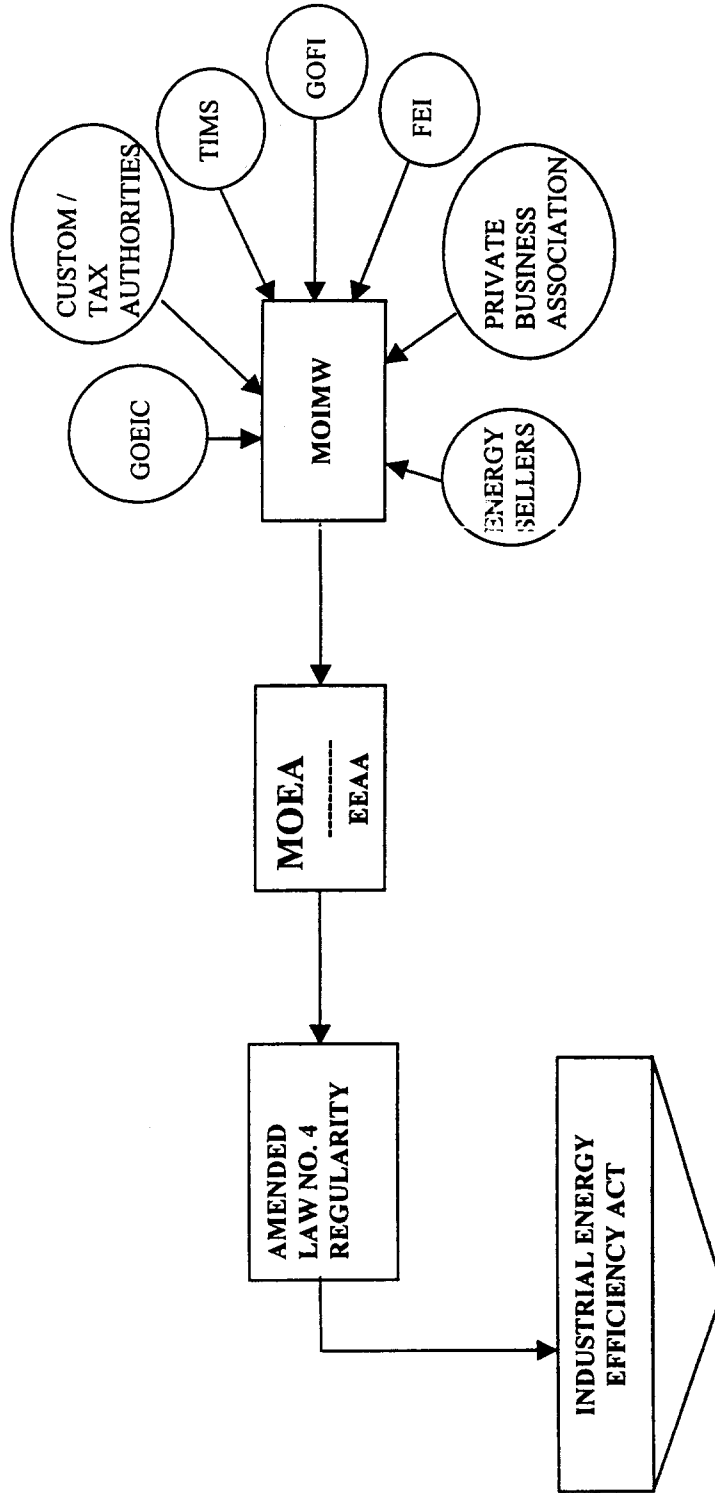 CUSTOM /
TAX
AUTHORITIES
GOEIC
TIMS
GOFI
FEI
AMENDED
LAW NO. 4
REGULARITY
MOEA
----------
EEAA
MOIMW
ENERGY
SELLERS
PRIVATE
BUSINESS
ASSOCIATION
INDUSTRIAL ENERGY
EFFICIENCY ACT